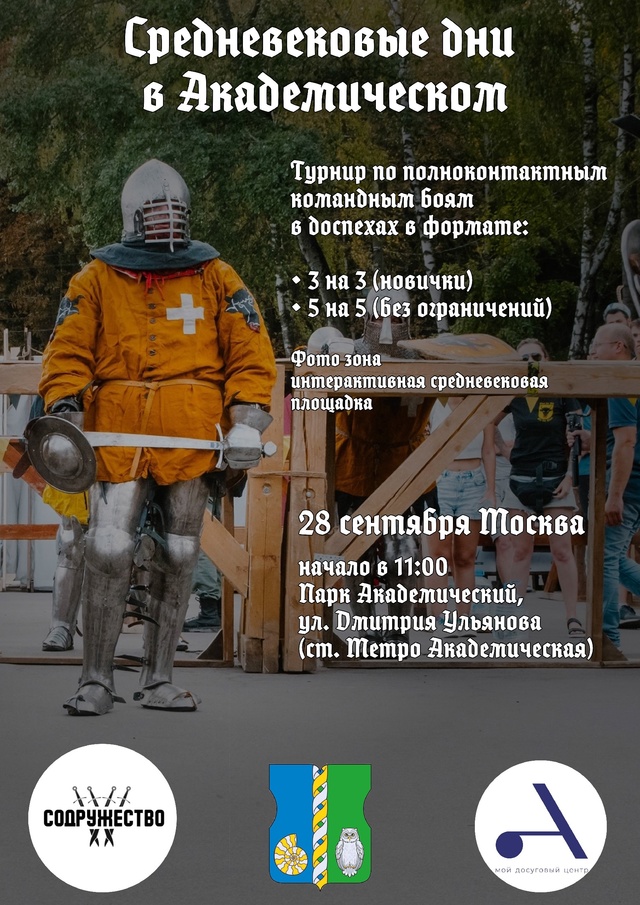 Средневековые дни
в Академическом
Турнир по полноконтактным
командным боям
в доспехах в формате:
• 3 на 3 (новички)
• 5 на 5 (без ограничений)
Фото зона
интерактивная средневековая
площадка
28 сентября Москва
начало в 11:00
Парк Академический,
ул. Дмитрия Ульянова
(ст. Метро Академическая)
СОДРУЖЕСТВО
А
мой досуговый центр